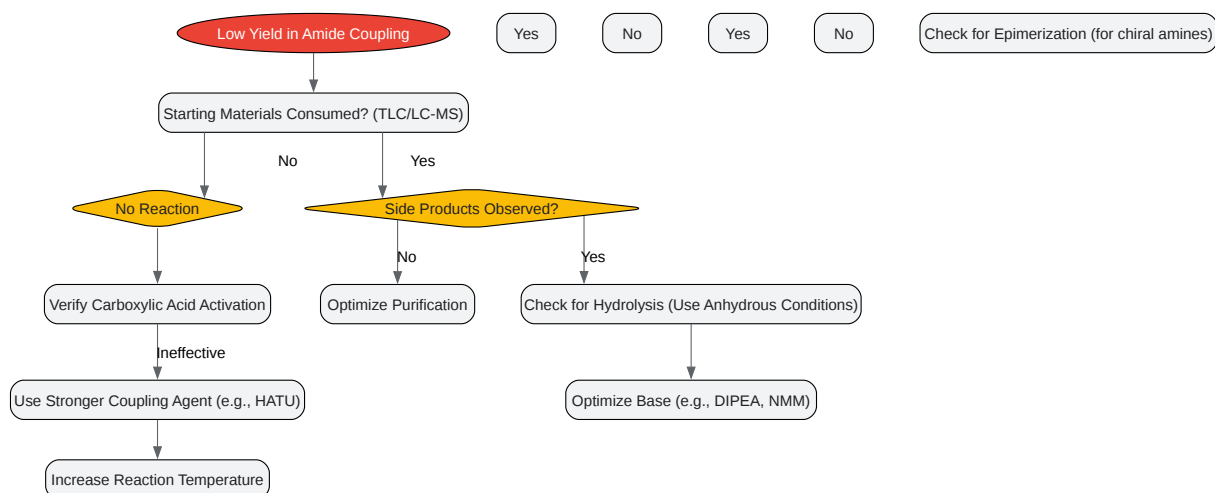 Low Yield in Amide Coupling
Yes
No
Yes
No
Check for Epimerization (for chiral amines)
Starting Materials Consumed? (TLC/LC-MS)
No
Yes
No Reaction
Side Products Observed?
No
Yes
Verify Carboxylic Acid Activation
Optimize Purification
Check for Hydrolysis (Use Anhydrous Conditions)
Ineffective
Use Stronger Coupling Agent (e.g., HATU)
Optimize Base (e.g., DIPEA, NMM)
Increase Reaction Temperature